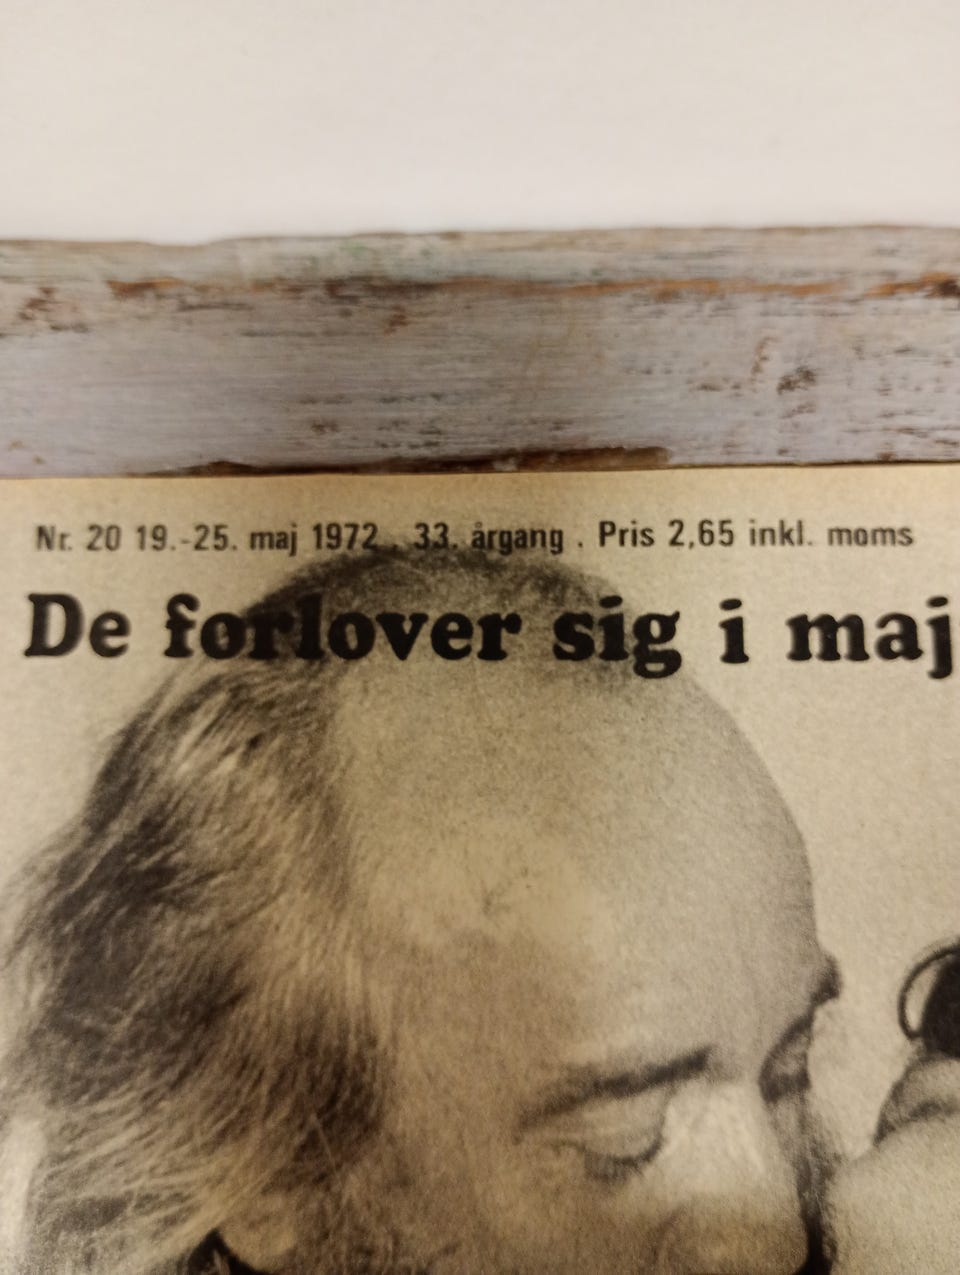 Nr. 20 19.-25. maj 1972 . 33. årgang . Pris 2,65 inkl. moms
De forlover sig i maj